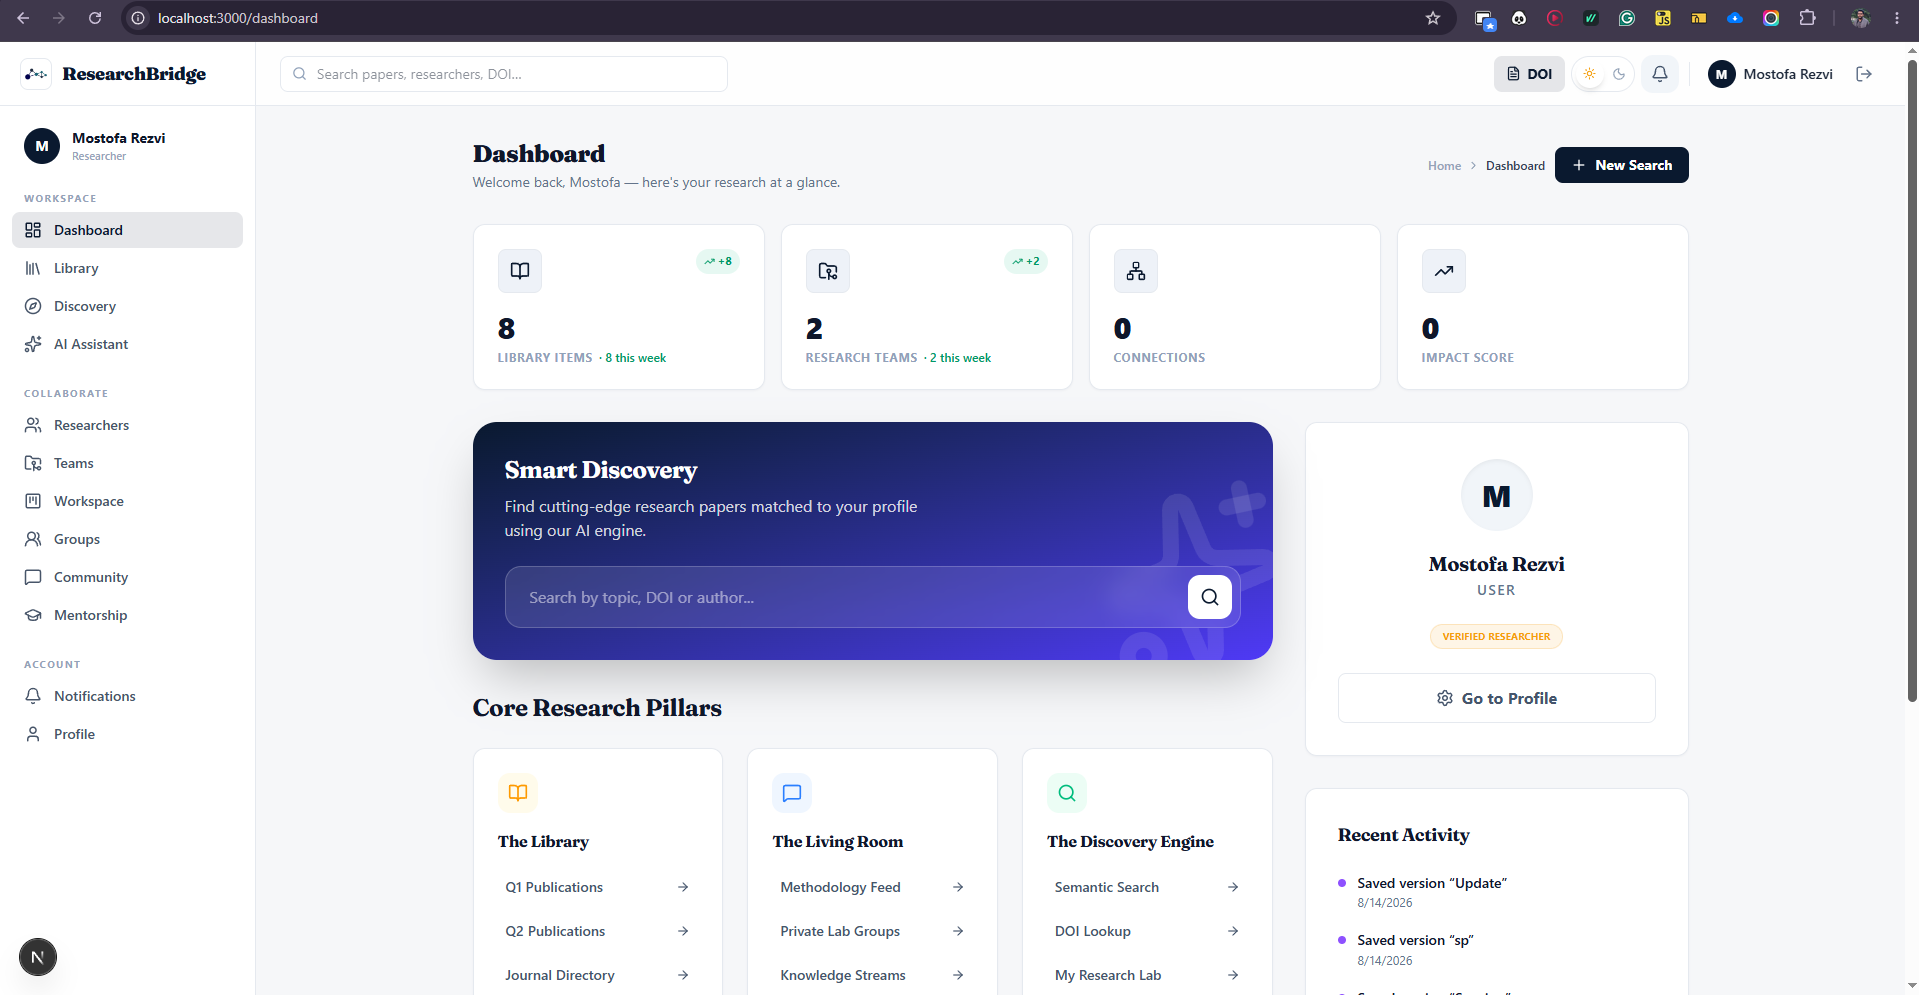 localhost:3000/dashboard
ResearchBridge
Search papers, researchers, DOI...
DOI
M
Mostofa Rezvi
M
Mostofa Rezvi
Researcher
WORKSPACE
Dashboard
Library
Discovery
AI Assistant
COLLABORATE
Researchers
Teams
Workspace
Groups
Community
Mentorship
ACCOUNT
Notifications
Profile
N
Dashboard
Welcome back, Mostofa — here's your research at a glance.
Home > Dashboard
+ New Search
+8
8
LIBRARY ITEMS · 8 this week
+2
2
RESEARCH TEAMS · 2 this week
0
CONNECTIONS
0
IMPACT SCORE
Smart Discovery
Find cutting-edge research papers matched to your profile
using our AI engine.
Search by topic, DOI or author...
M
Mostofa Rezvi
USER
VERIFIED RESEARCHER
Go to Profile
Core Research Pillars
The Library
Q1 Publications
Q2 Publications
Journal Directory
The Living Room
Methodology Feed
Private Lab Groups
Knowledge Streams
The Discovery Engine
Semantic Search
DOI Lookup
My Research Lab
Recent Activity
Saved version “Update”
8/14/2026
Saved version “sp”
8/14/2026